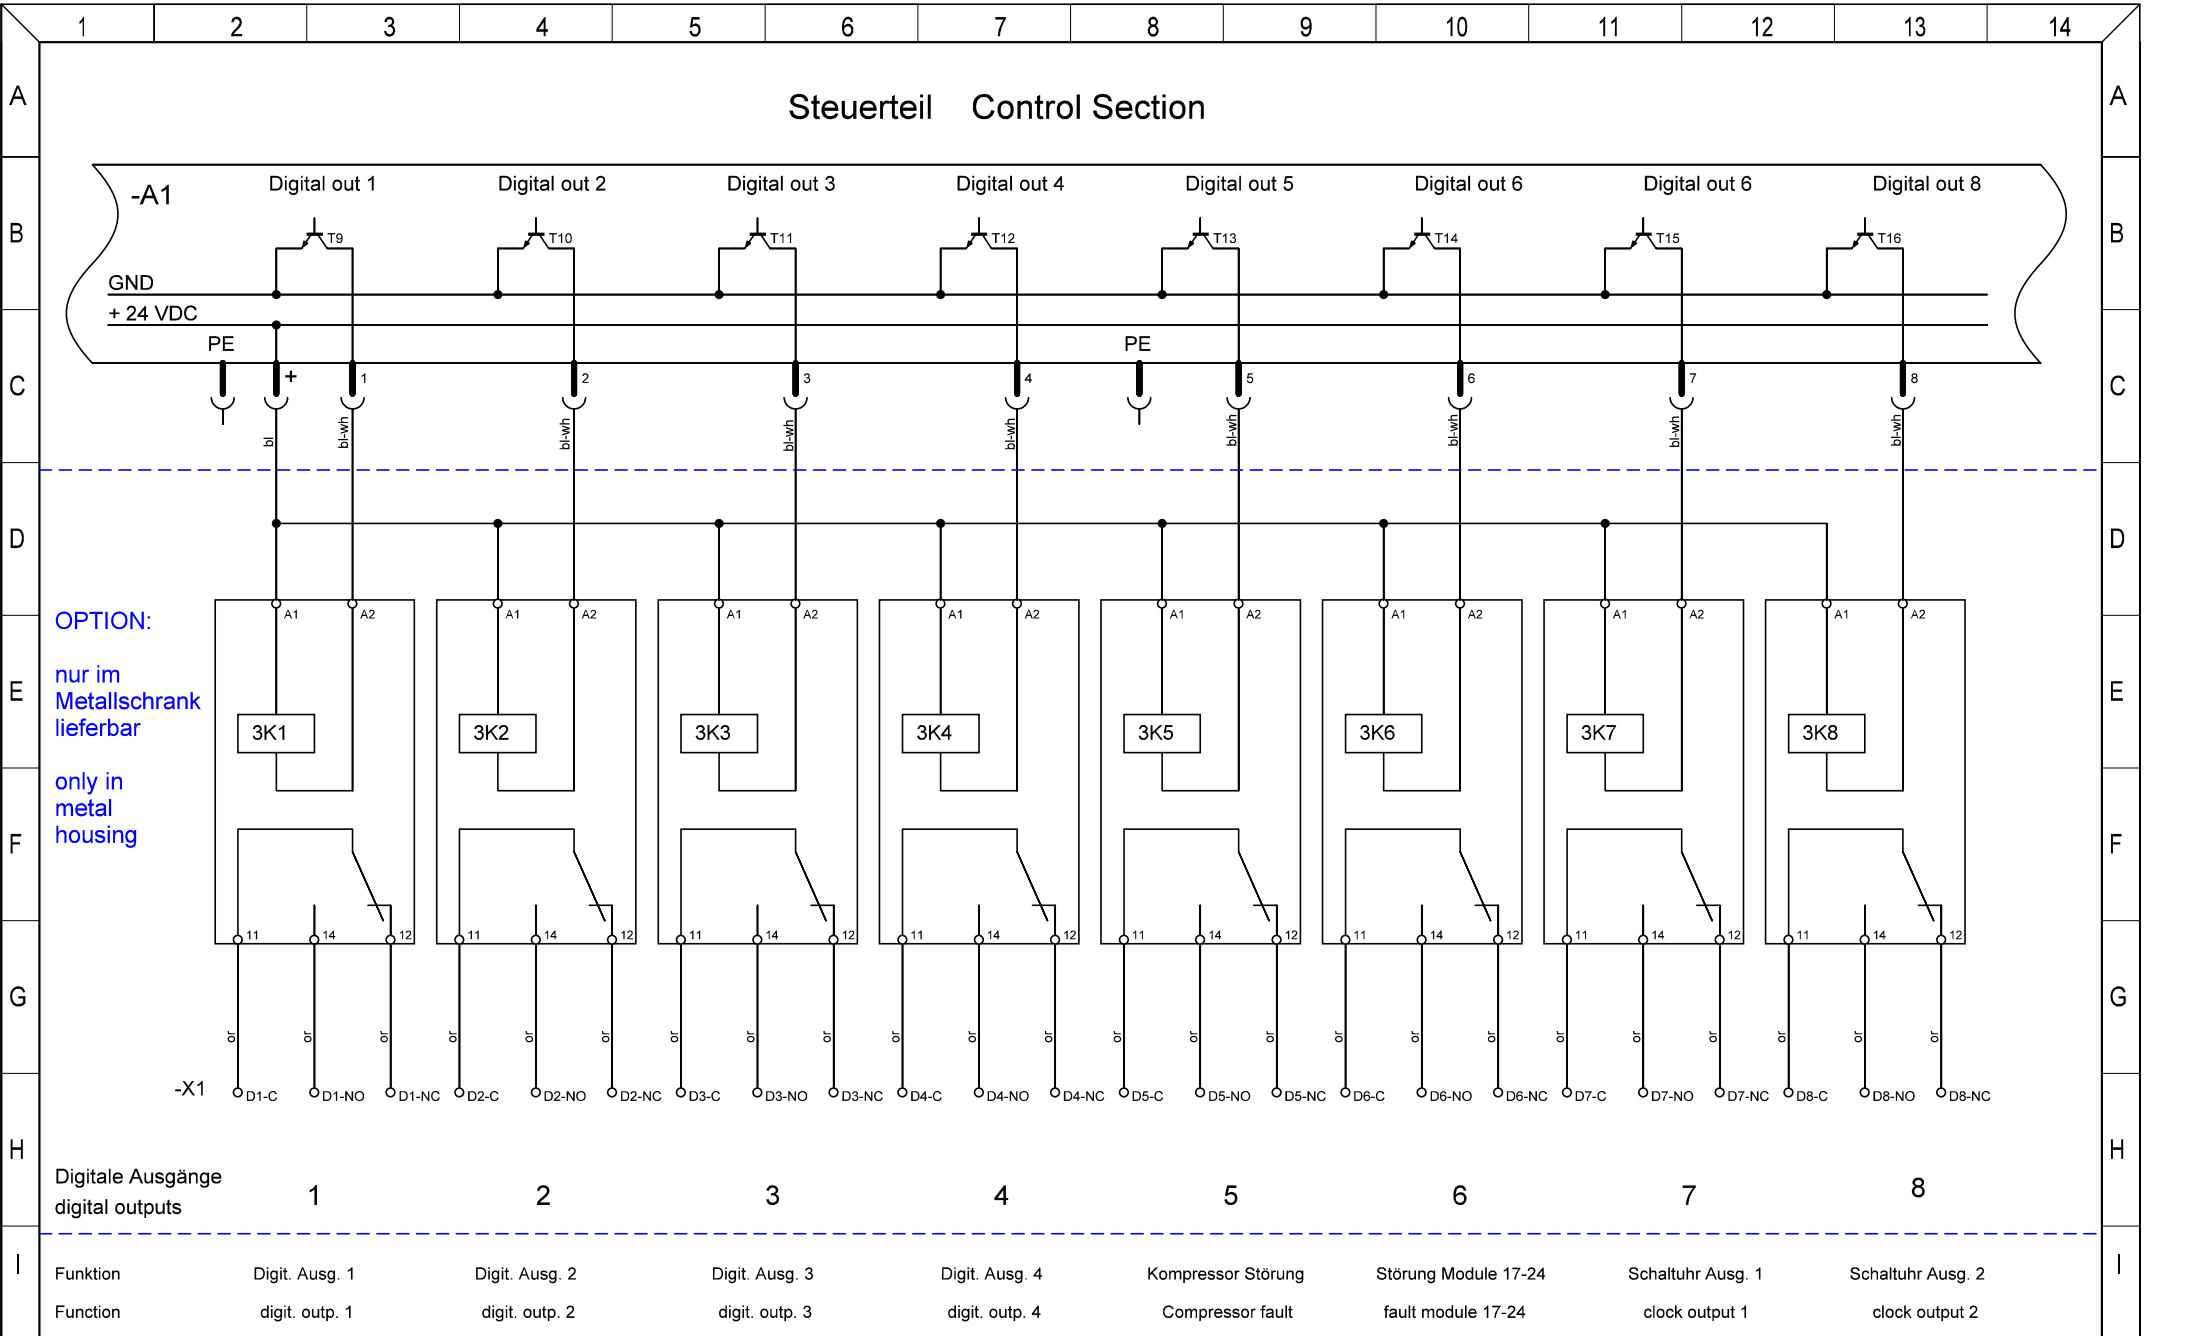 1 2 3 4 5 6 7 8 9 10 11 12 13 14
A A
Steuerteil Control Section
-A1 Digital out 1 Digital out 2 Digital out 3 Digital out 4 Digital out 5 Digital out 6 Digital out 6 Digital out 8
B T9 T10 T11 T12 T13 T14 T15 T16 B
GND
+ 24 VDC
PE PE
C + 1 2 3 4 5 6 7 8 C
bl bl-wh bl-wh bl-wh bl-wh bl-wh bl-wh bl-wh bl-wh
D D
A1 A2 A1 A2 A1 A2 A1 A2 A1 A2 A1 A2 A1 A2 A1 A2
OPTION:
nur im
E E
Metallschrank
lieferbar
3K1 3K2 3K3 3K4 3K5 3K6 3K7 3K8
only in
metal
housing
F F
11 14 12 11 14 12 11 14 12 11 14 12 11 14 12 11 14 12 11 14 12 11 14 12
G G
or or or or or or or or or or or or or or or or or or or or or or or or
-X1 D1-C D1-NO D1-NC D2-C D2-NO D2-NC D3-C D3-NO D3-NC D4-C D4-NO D4-NC D5-C D5-NO D5-NC D6-C D6-NO D6-NC D7-C D7-NO D7-NC D8-C D8-NO D8-NC
H H
Digitale Ausgänge
digital outputs
1 2 3 4 5 6 7 8
I I
Funktion Digit. Ausg. 1 Digit. Ausg. 2 Digit. Ausg. 3 Digit. Ausg. 4 Kompressor Störung Störung Module 17-24 Schaltuhr Ausg. 1 Schaltuhr Ausg. 2
Function digit. outp. 1 digit. outp. 2 digit. outp. 3 digit. outp. 4 Compressor fault fault module 17-24 clock output 1 clock output 2